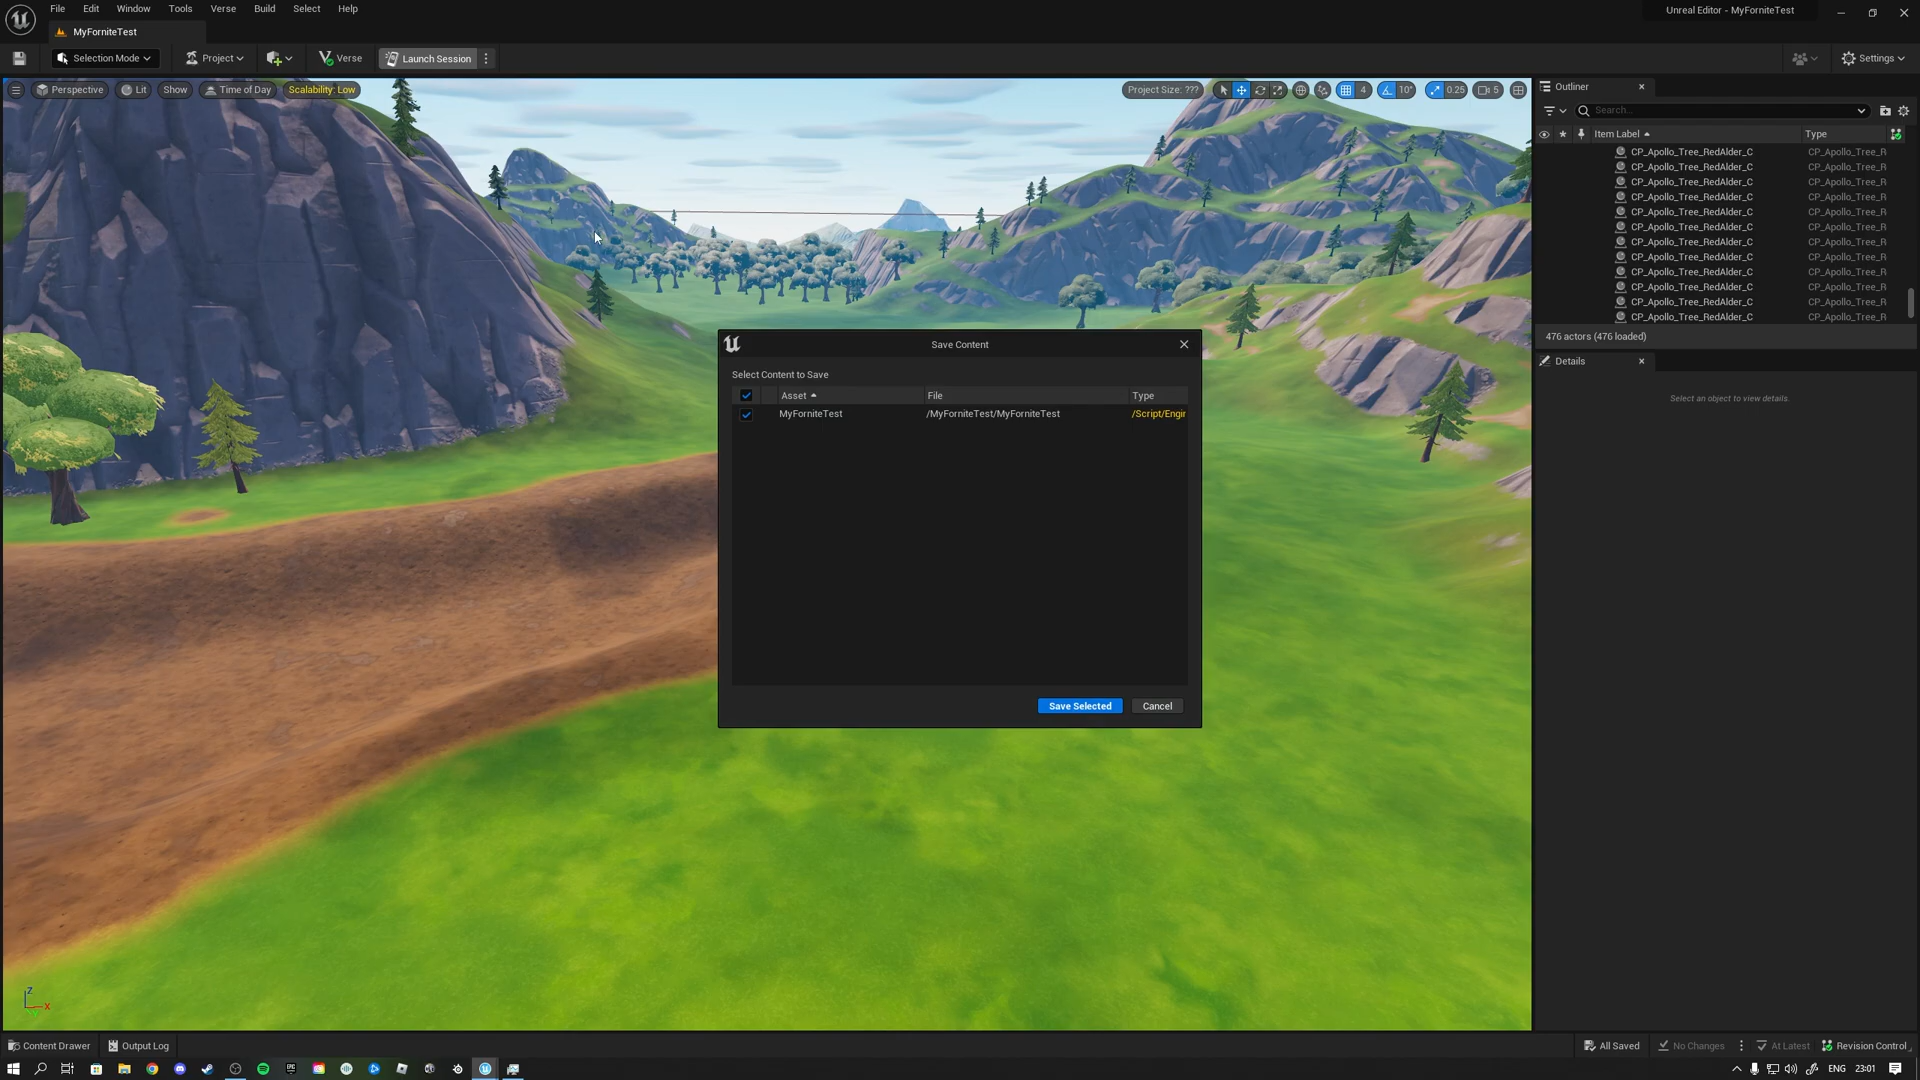 File Edit Window Tools Verse Build Select Help
Unreal Editor - MyForniteTest
MyForniteTest
Selection Mode Project Verse Launch Session Settings
Perspective Lit Show Time of Day Scalability: Low
Project Size: ??? 4 10° 0.25 5
Outliner
Search...
Item Label Type
CP_Apollo_Tree_RedAlder_C CP_Apollo_Tree_R
CP_Apollo_Tree_RedAlder_C CP_Apollo_Tree_R
CP_Apollo_Tree_RedAlder_C CP_Apollo_Tree_R
CP_Apollo_Tree_RedAlder_C CP_Apollo_Tree_R
CP_Apollo_Tree_RedAlder_C CP_Apollo_Tree_R
CP_Apollo_Tree_RedAlder_C CP_Apollo_Tree_R
CP_Apollo_Tree_RedAlder_C CP_Apollo_Tree_R
CP_Apollo_Tree_RedAlder_C CP_Apollo_Tree_R
CP_Apollo_Tree_RedAlder_C CP_Apollo_Tree_R
CP_Apollo_Tree_RedAlder_C CP_Apollo_Tree_R
CP_Apollo_Tree_RedAlder_C CP_Apollo_Tree_R
CP_Apollo_Tree_RedAlder_C CP_Apollo_Tree_R
476 actors (476 loaded)
Details
Select an object to view details.
Save Content
Select Content to Save
Asset File Type
MyForniteTest /MyForniteTest/MyForniteTest /Script/Engir
Save Selected Cancel
Z
X
Content Drawer Output Log
All Saved No Changes At Latest Revision Control
ENG 23:01